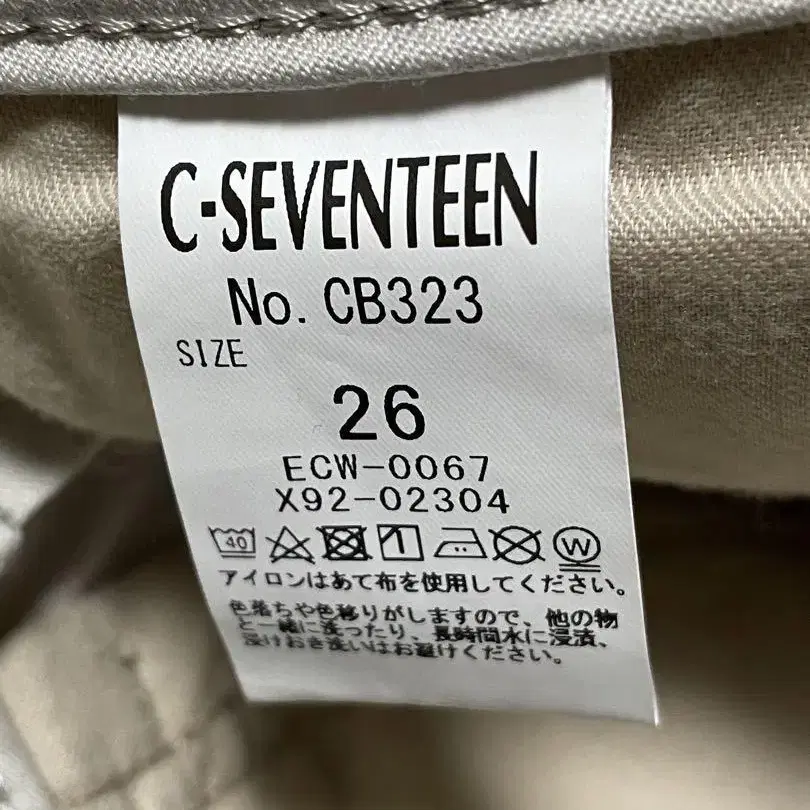 C-SEVENTEEN
No. CB323
SIZE
26
ECW-0067
X92-02304
40 W
アイロンはあて布を使用してください。
色落ちや色移りがしますので、他の物
と一緒に洗ったり、長時間水に浸漬、
浸けおき洗いはお避けください。